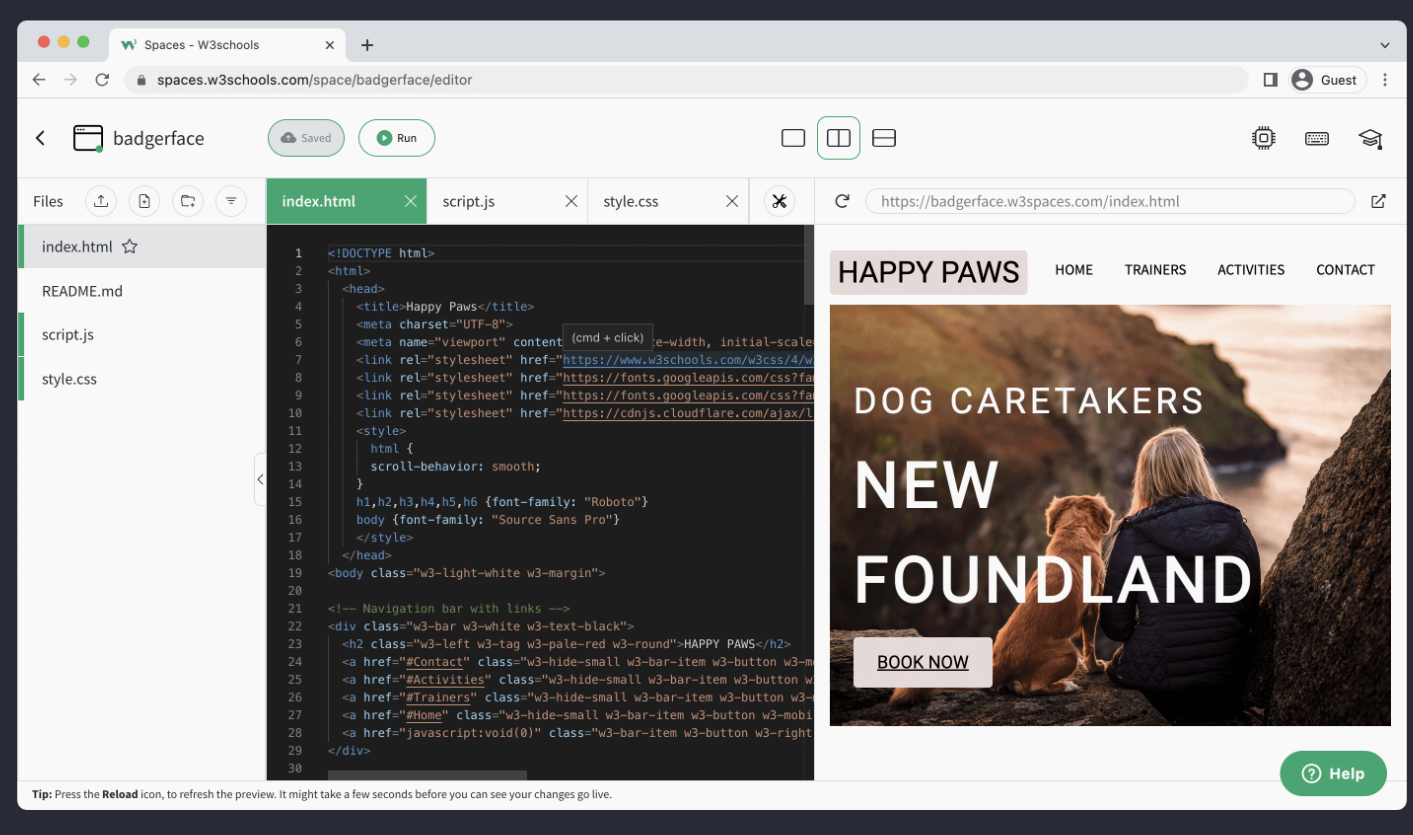 Spaces - W3schools
spaces.w3schools.com/space/badgerface/editor
Guest
badgerface
Saved
Run
Files
index.html
script.js
style.css
https://badgerface.w3spaces.com/index.html
index.html
README.md
script.js
style.css
1 <!DOCTYPE html>
2 <html>
3 <head>
4 <title>Happy Paws</title>
5 <meta charset="UTF-8">
(cmd + click)
6 <meta name="viewport" content e-width, initial-scale=
7 <link rel="stylesheet" href="https://www.w3schools.com/w3css/4/w
8 <link rel="stylesheet" href="https://fonts.googleapis.com/css?fa
9 <link rel="stylesheet" href="https://fonts.googleapis.com/css?fa
10 <link rel="stylesheet" href="https://cdnjs.cloudflare.com/ajax/l
11 <style>
12 html {
13 scroll-behavior: smooth;
14 }
15 h1,h2,h3,h4,h5,h6 {font-family: "Roboto"}
16 body {font-family: "Source Sans Pro"}
17 </style>
18 </head>
19 <body class="w3-light-white w3-margin">
20
21 <!-- Navigation bar with links -->
22 <div class="w3-bar w3-white w3-text-black">
23 <h2 class="w3-left w3-tag w3-pale-red w3-round">HAPPY PAWS</h2>
24 <a href="#Contact" class="w3-hide-small w3-bar-item w3-button w3-m
25 <a href="#Activities" class="w3-hide-small w3-bar-item w3-button w
26 <a href="#Trainers" class="w3-hide-small w3-bar-item w3-button w3-
27 <a href="#Home" class="w3-hide-small w3-bar-item w3-button w3-mobi
28 <a href="javascript:void(0)" class="w3-bar-item w3-button w3-right
29 </div>
30
HAPPY PAWS
HOME
TRAINERS
ACTIVITIES
CONTACT
DOG CARETAKERS
NEW
FOUNDLAND
BOOK NOW
Help
Tip: Press the Reload icon, to refresh the preview. It might take a few seconds before you can see your changes go live.